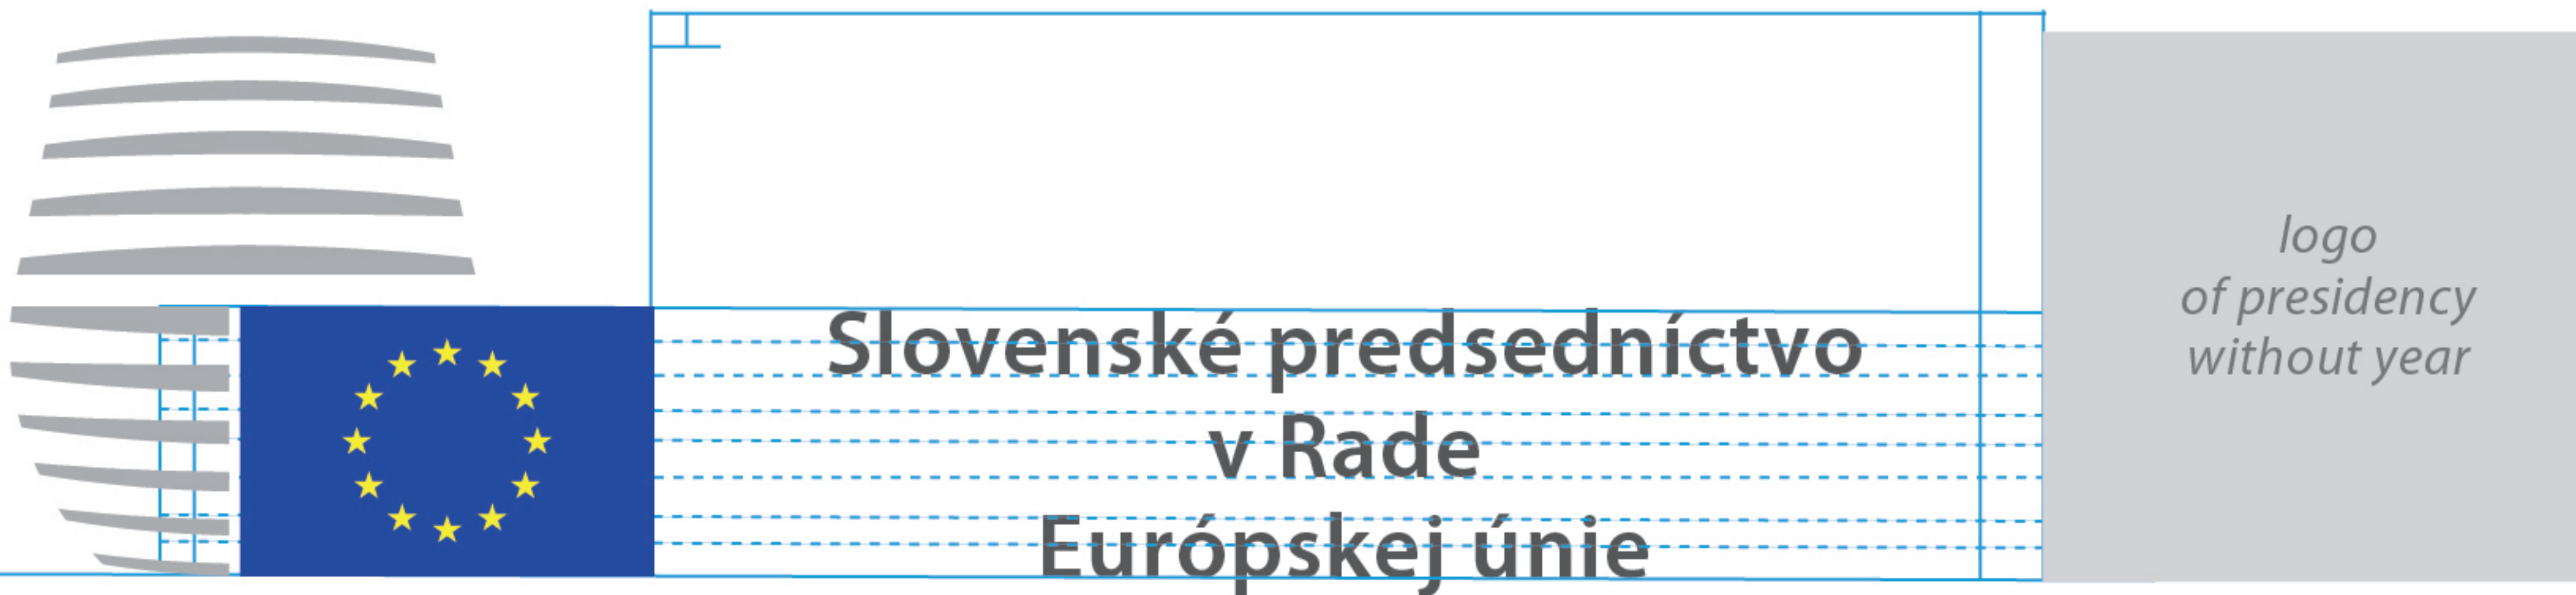 Slovenské predsedníctvo
v Rade
Európskej únie
logo
of presidency
without year